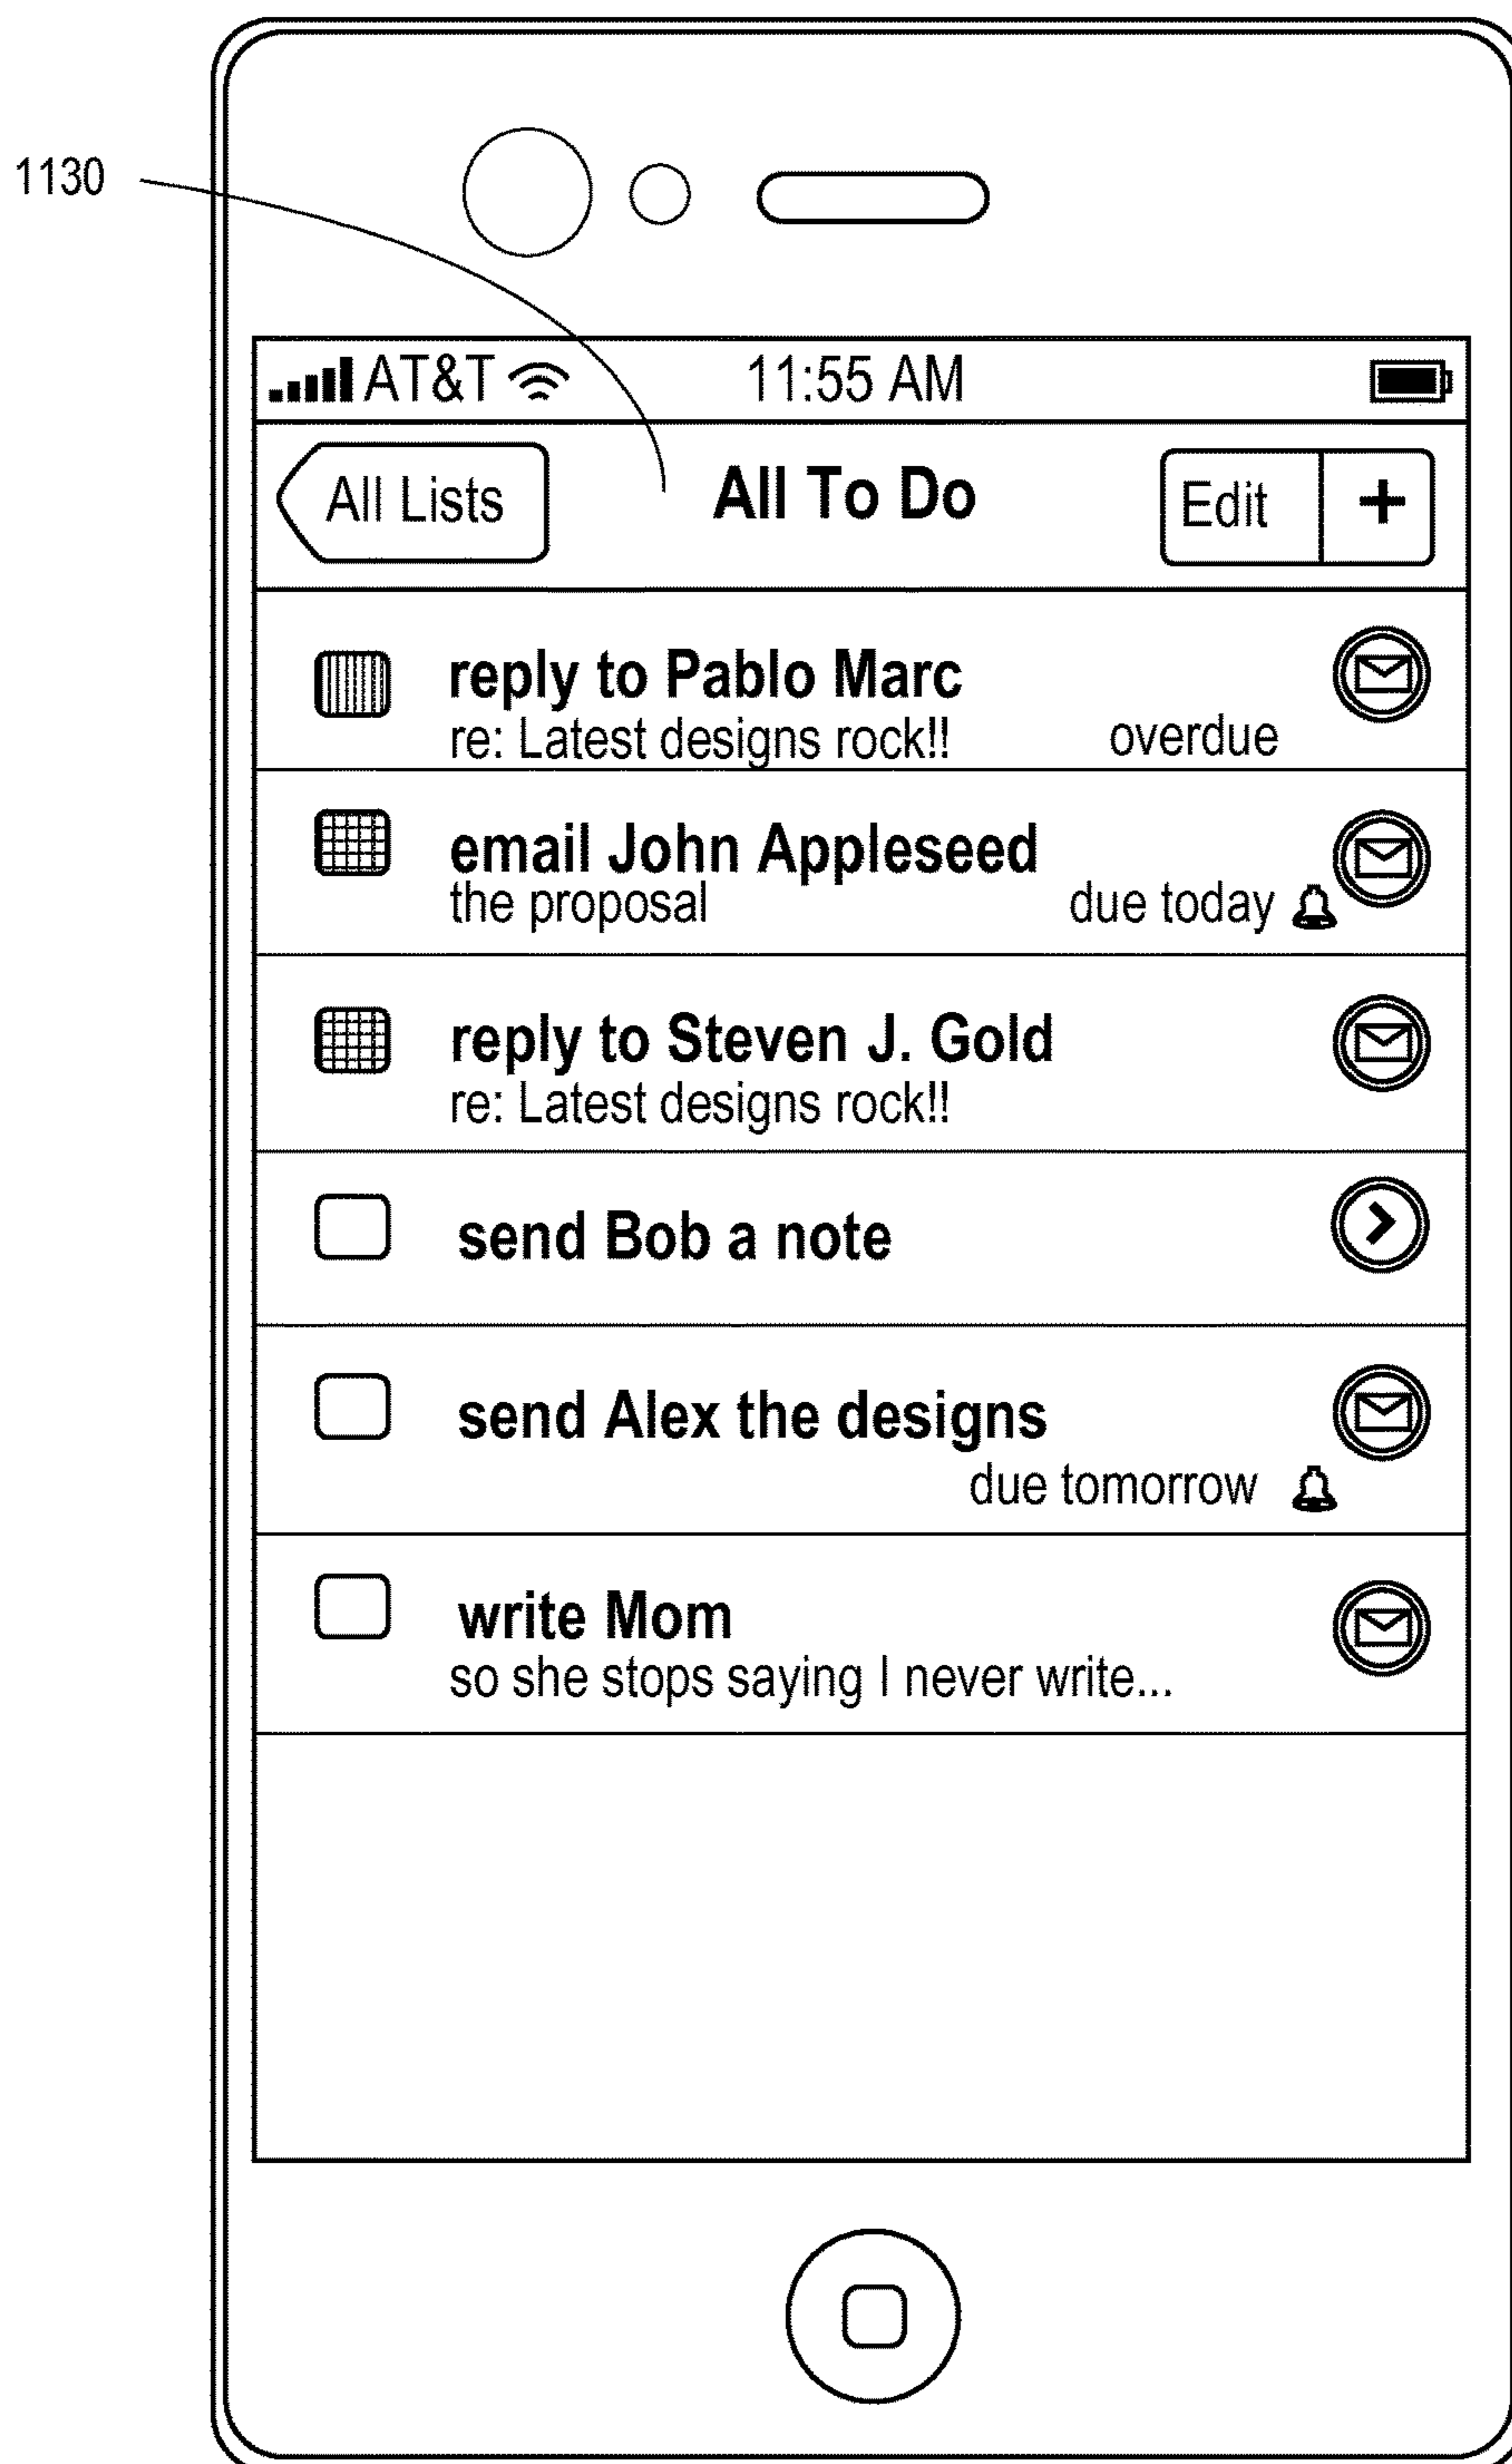 1130
AT&T 11:55 AM
All Lists All To Do Edit +
reply to Pablo Marc
re: Latest designs rock!! overdue
email John Appleseed
the proposal due today
reply to Steven J. Gold
re: Latest designs rock!!
send Bob a note
send Alex the designs
due tomorrow
write Mom
so she stops saying I never write...